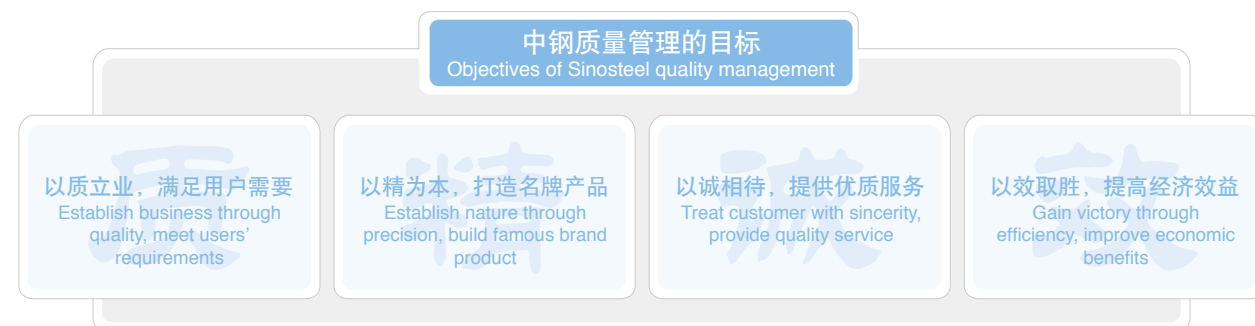 中钢质量管理的目标
Objectives of Sinosteel quality management
质
以质立业，满足用户需要
Establish business through
quality, meet users’
requirements
精
以精为本，打造名牌产品
Establish nature through
precision, build famous brand
product
诚
以诚相待，提供优质服务
Treat customer with sincerity,
provide quality service
效
以效取胜，提高经济效益
Gain victory through
efficiency, improve economic
benefits